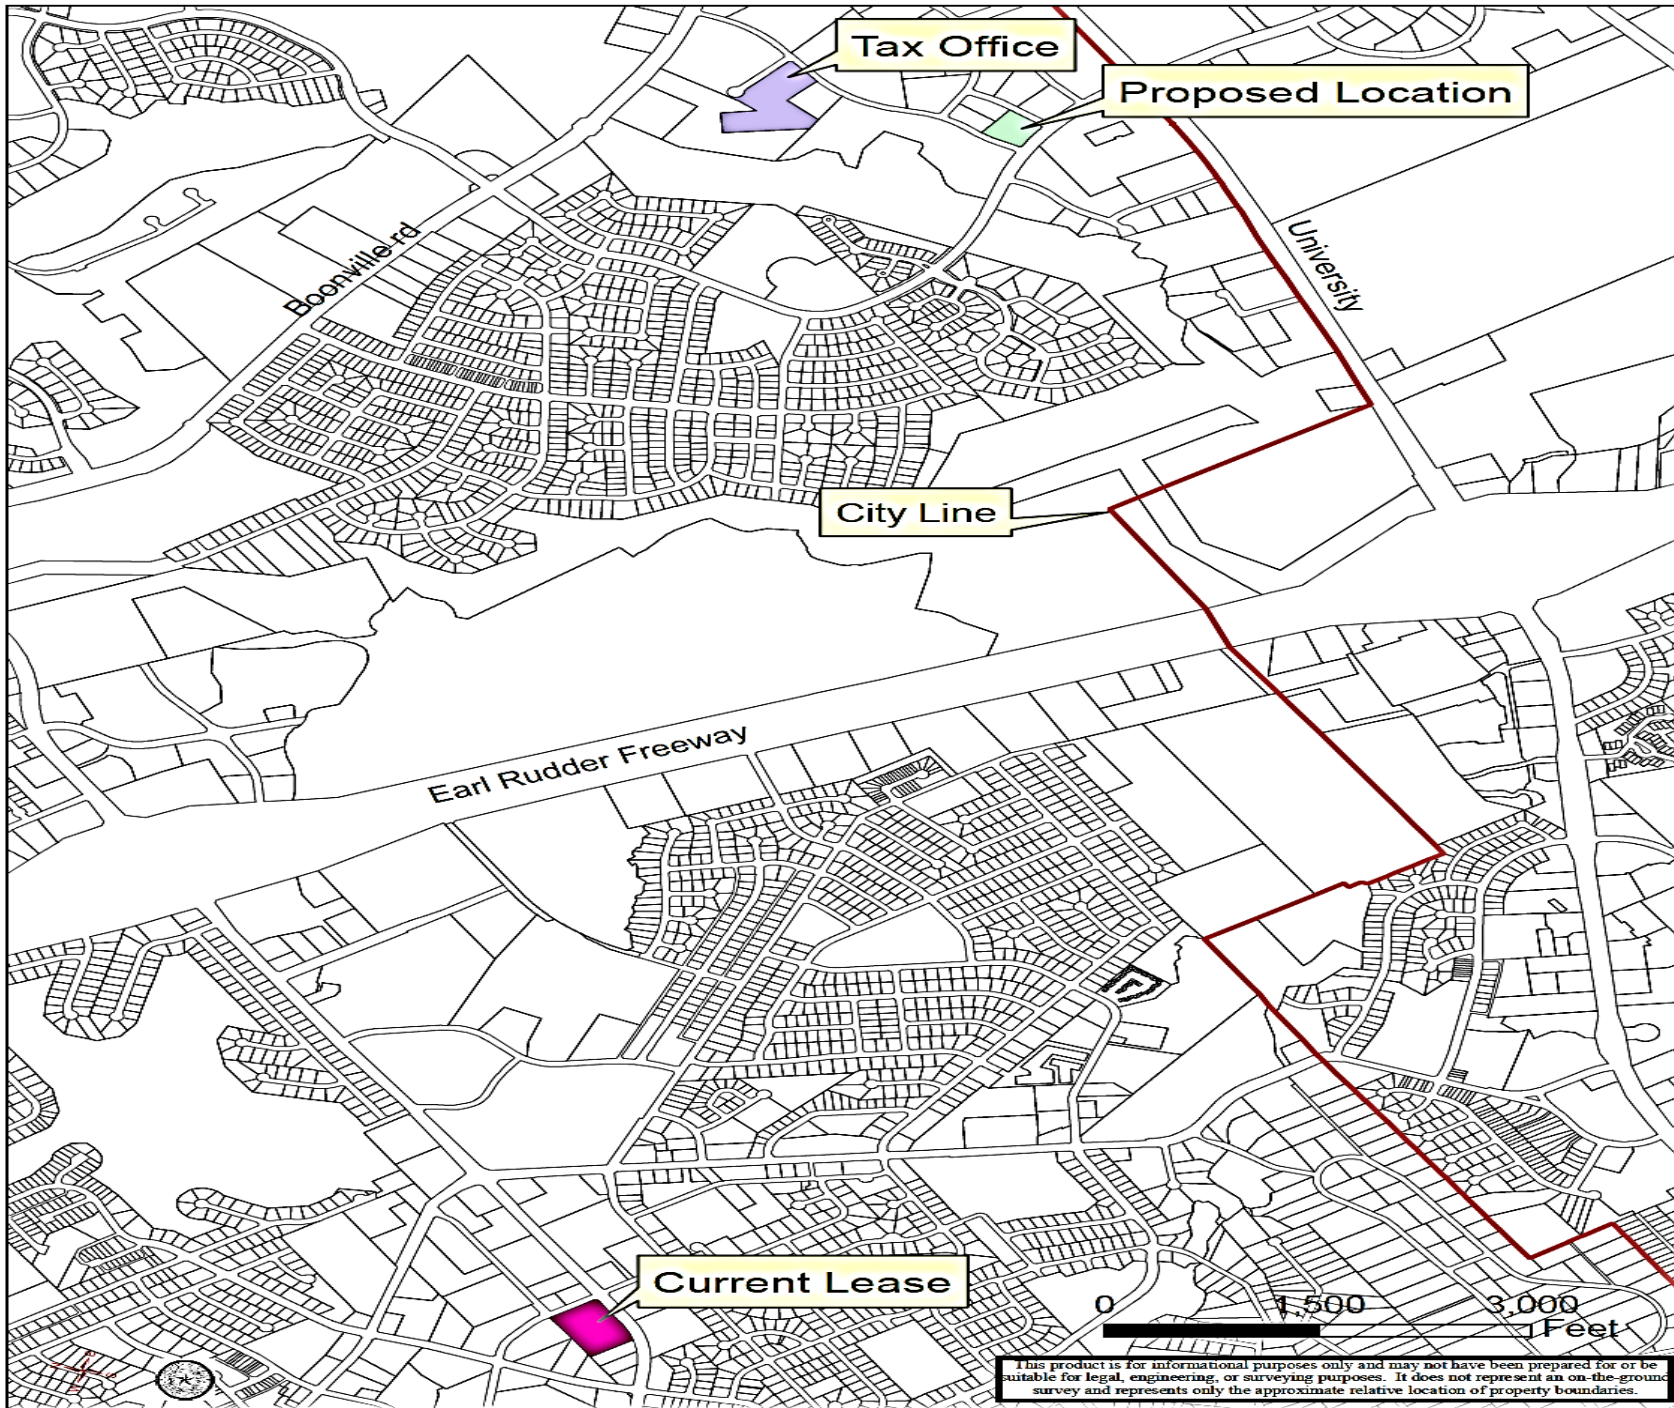 Tax Office
Proposed Location
Boonville rd
University
City Line
Earl Rudder Freeway
Current Lease
0 1,500 3,000
Feet
This product is for informational purposes only and may not have been prepared for or be
suitable for legal, engineering, or surveying purposes. It does not represent an on-the-ground
survey and represents only the approximate relative location of property boundaries.